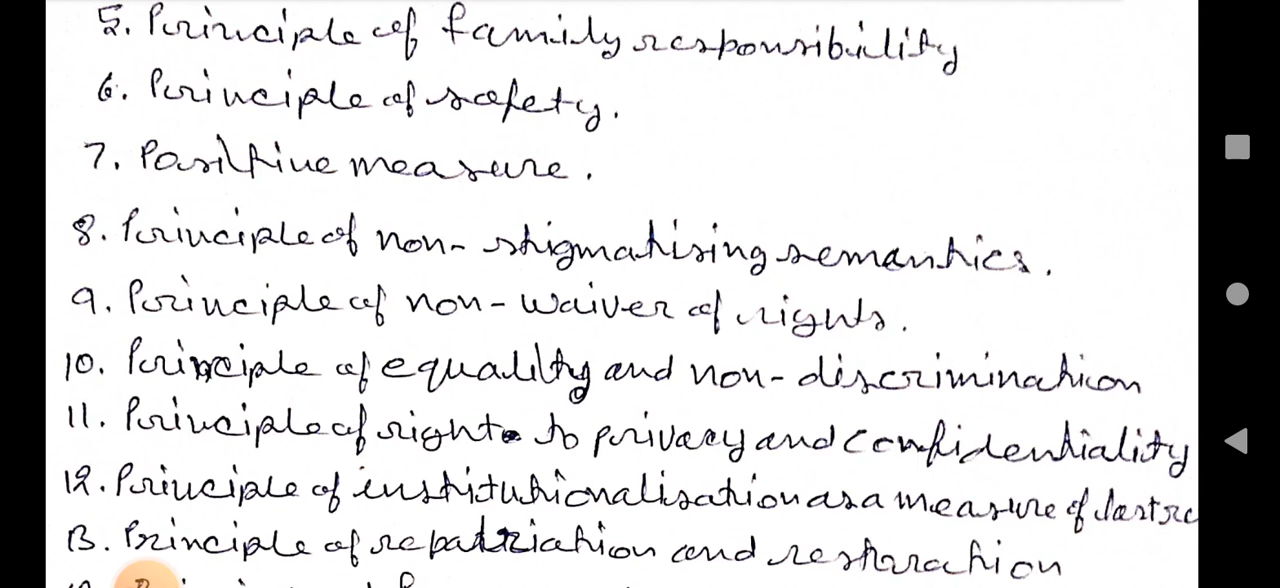 5. Principle of family responsibility
6. Principle of safety.
7. Positive measure.
8. Principle of non-stigmatising semantics.
9. Principle of non-waiver of rights.
10. Principle of equality and non-discrimination
11. Principle of right to privacy and confidentiality
12. Principle of institutionalisation as a measure of last re
13. Principle of repatriation and restoration